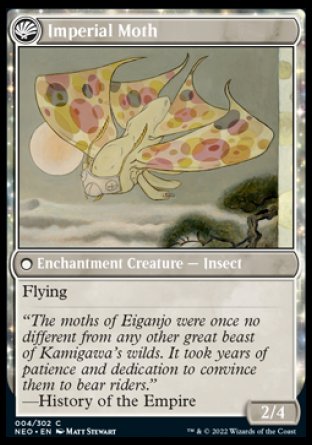 Imperial Moth
Enchantment Creature — Insect
Flying
“The moths of Eiganjo were once no
different from any other great beast
of Kamigawa’s wilds. It took years of
patience and dedication to convince
them to bear riders.”
—History of the Empire
2/4
004/302 C
NEO • EN MATT STEWART
™ & © 2022 Wizards of the Coast